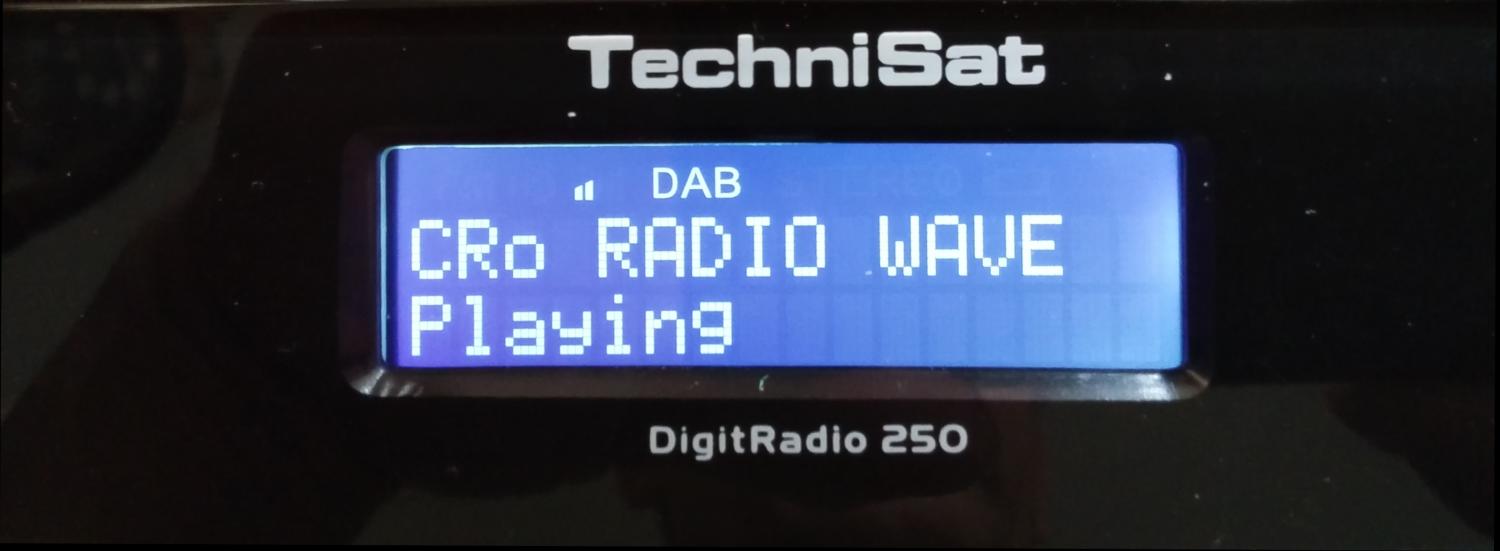 TechniSat
DAB
CRo RADIO WAVE
Playing
DigitRadio 250